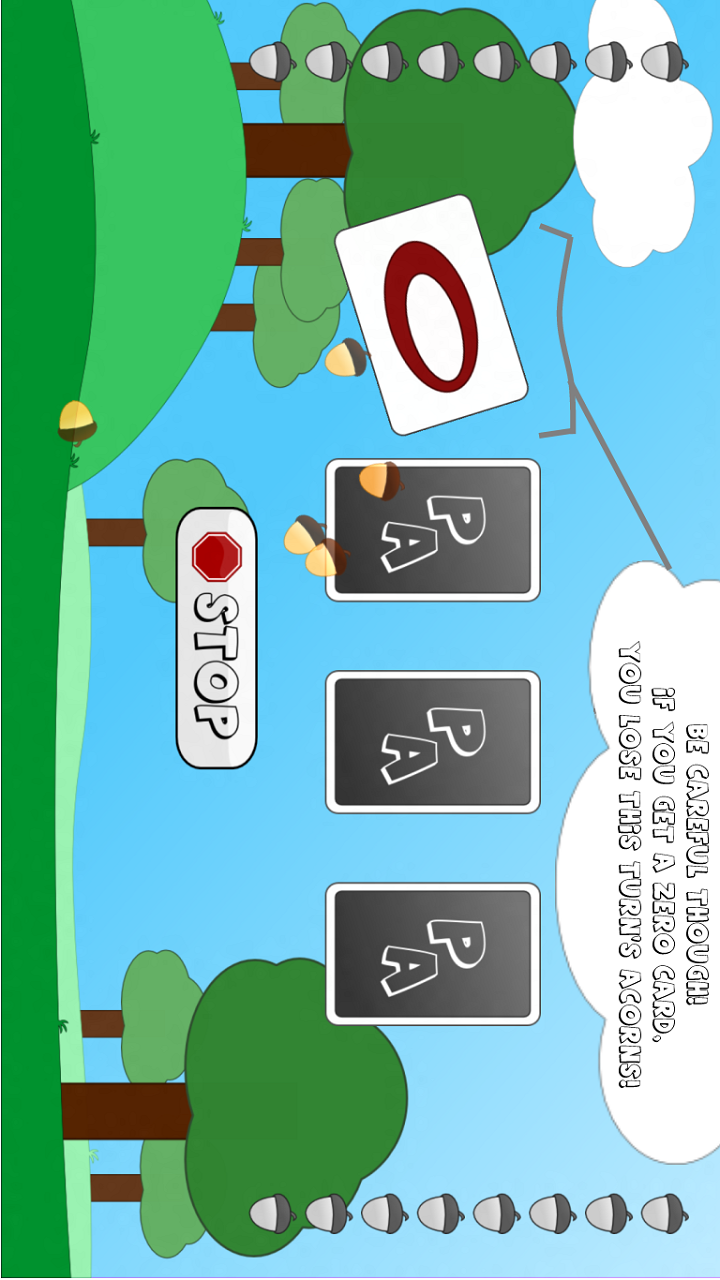 BE CAREFUL THOUGH!
IF YOU GET A ZERO CARD,
YOU LOSE THIS TURN'S ACORNS!
0
PA
PA
PA
STOP